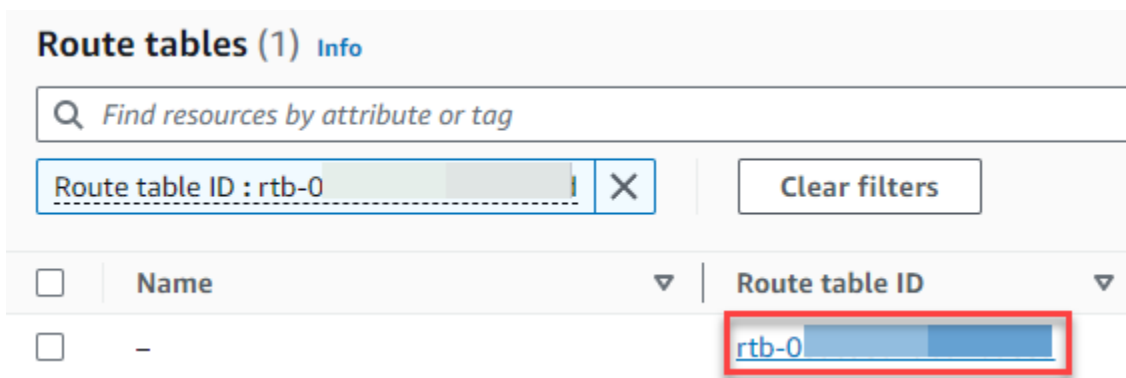 Route tables (1) Info
Find resources by attribute or tag
Route table ID : rtb-0
Clear filters
Name Route table ID
– rtb-0